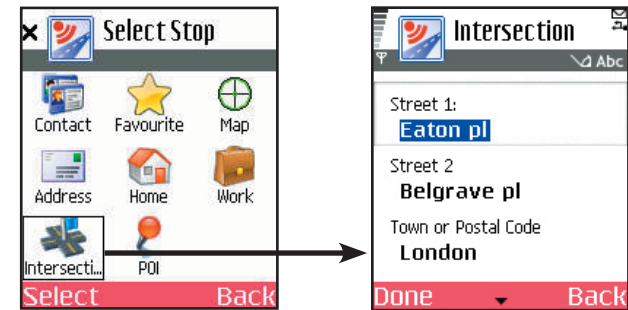 Select Stop
Contact Favourite Map
Address Home Work
Intersecti... POI
Select Back
Intersection
Abc
Street 1:
Eaton pl
Street 2
Belgrave pl
Town or Postal Code
London
Done Back